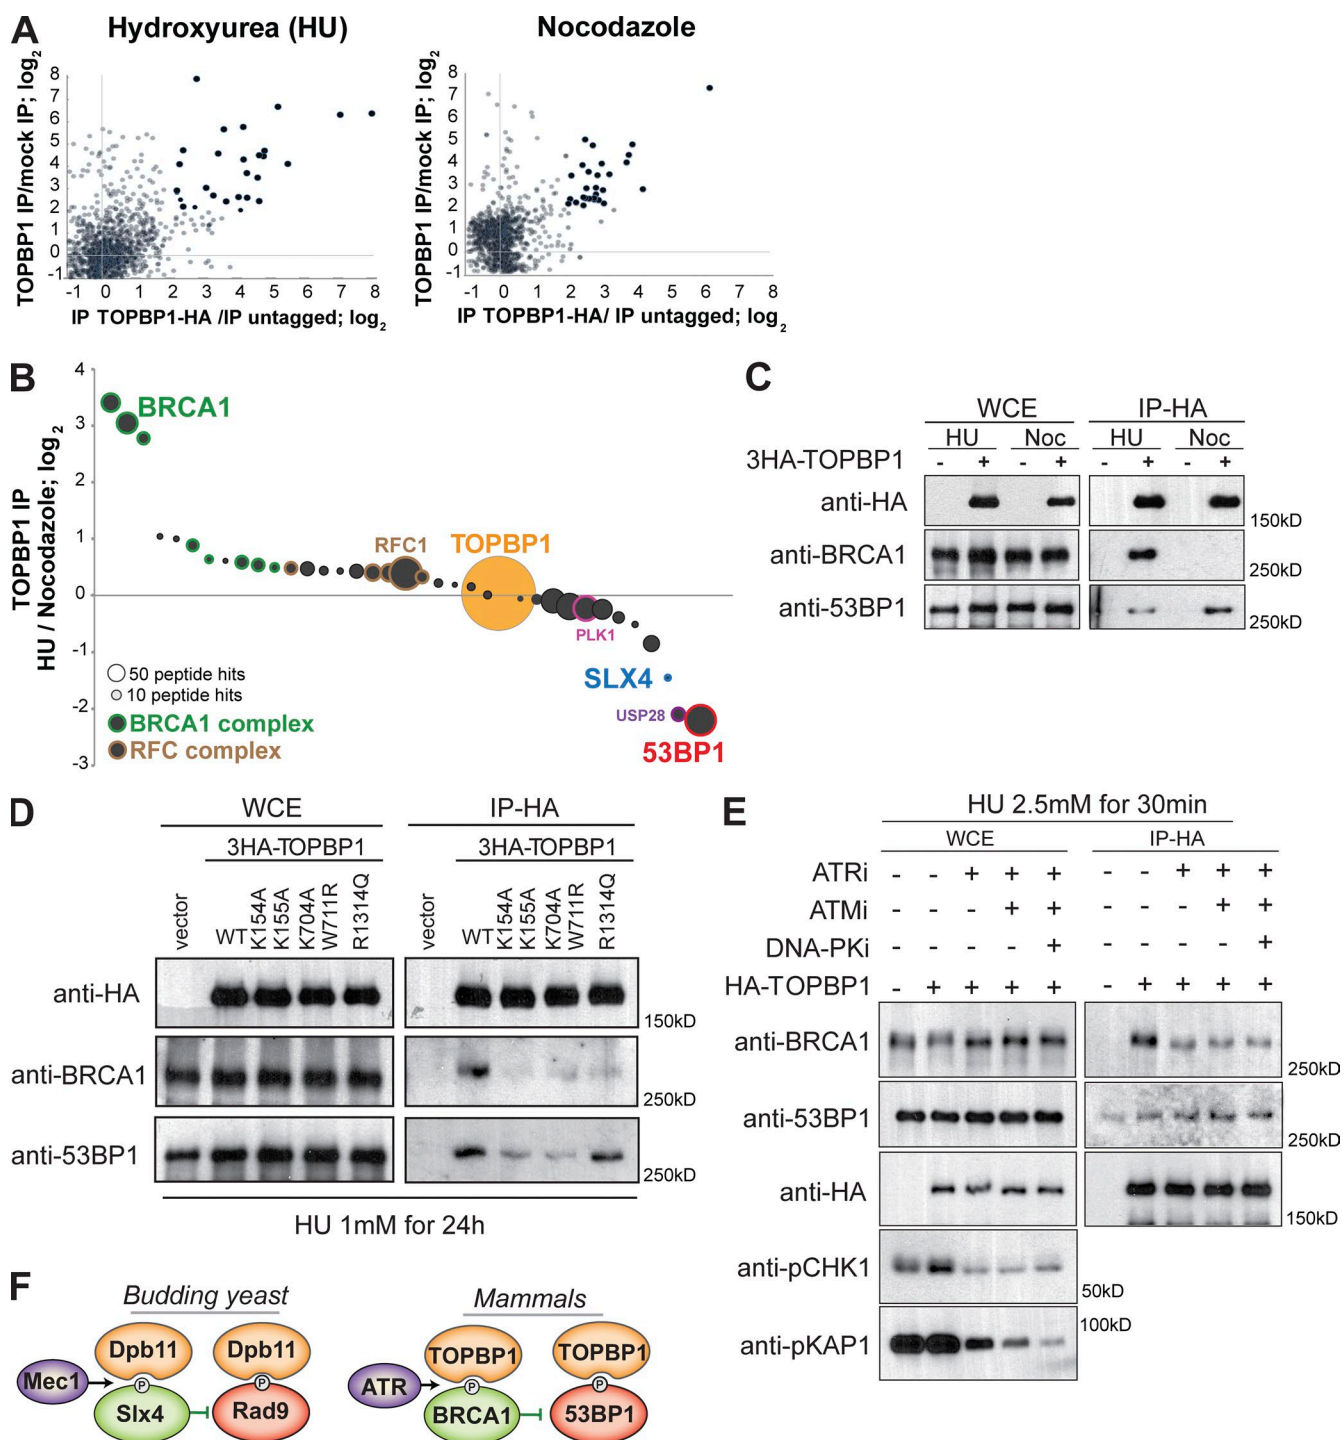 A
Hydroxyurea (HU)
Nocodazole
TOPBP1 IP/mock IP; log2
8
7
6
5
4
3
2
1
0
-1
-1 0 1 2 3 4 5 6 7 8
IP TOPBP1-HA /IP untagged; log2
TOPBP1 IP/mock IP; log2
8
7
6
5
4
3
2
1
0
-1
-1 0 1 2 3 4 5 6 7 8
IP TOPBP1-HA/ IP untagged; log2
B
TOPBP1 IP
HU / Nocodazole; log2
4
3
2
1
0
-1
-2
-3
BRCA1
RFC1
TOPBP1
PLK1
SLX4
USP28
53BP1
50 peptide hits
10 peptide hits
BRCA1 complex
RFC complex
C
WCE IP-HA
HU Noc HU Noc
3HA-TOPBP1 - + - + - + - +
anti-HA
150kD
anti-BRCA1
250kD
anti-53BP1
250kD
D
WCE IP-HA
3HA-TOPBP1 3HA-TOPBP1
vector
WT
K154A
K155A
K704A
W711R
R1314Q
vector
WT
K154A
K155A
K704A
W711R
R1314Q
anti-HA
150kD
anti-BRCA1
250kD
anti-53BP1
250kD
HU 1mM for 24h
E
HU 2.5mM for 30min
WCE IP-HA
ATRi - - + + + - - + + +
ATMi - - - + + - - - + +
DNA-PKi - - - - + - - - - +
HA-TOPBP1 - + + + + - + + + +
anti-BRCA1
250kD
anti-53BP1
250kD
anti-HA
150kD
anti-pCHK1
50kD
100kD
anti-pKAP1
F
Budding yeast
Mammals
Dpb11 Dpb11 TOPBP1 TOPBP1
Mec1 P P ATR P P
Slx4 Rad9 BRCA1 53BP1